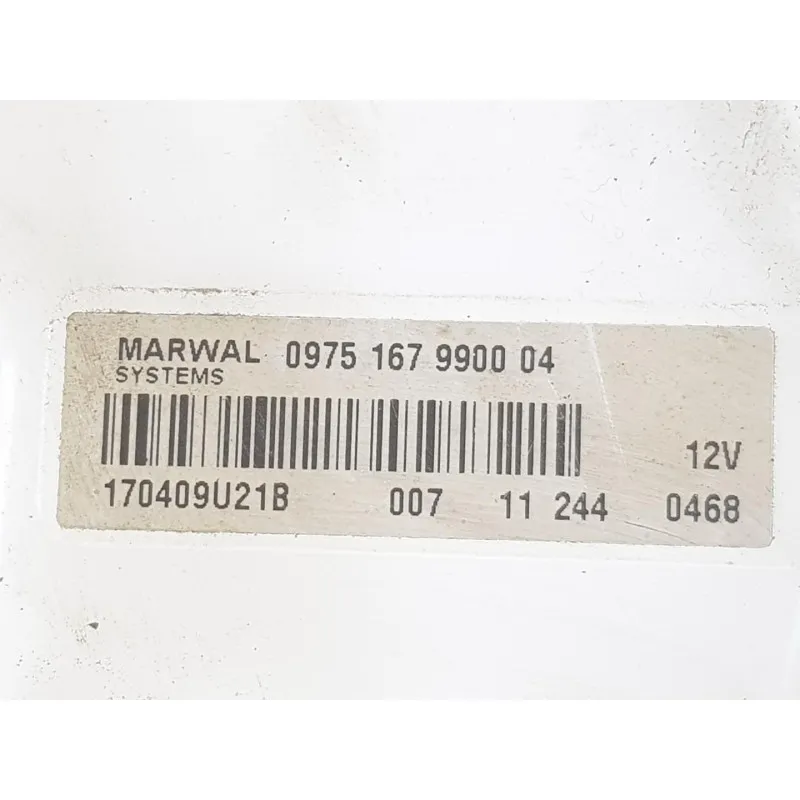 MARWAL 0975 167 9900 04
SYSTEMS
12V
170409U21B 007 11 244 0468